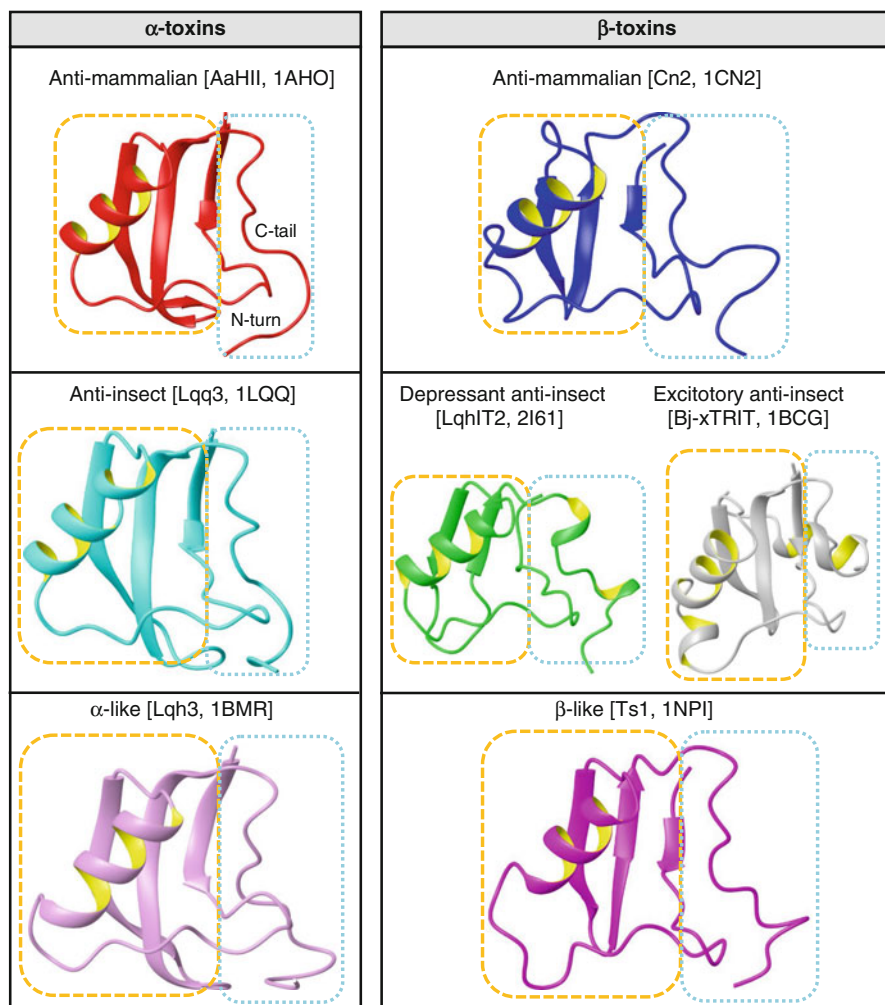 α-toxins
β-toxins
Anti-mammalian [AaHII, 1AHO]
C-tail
N-turn
Anti-mammalian [Cn2, 1CN2]
Anti-insect [Lqq3, 1LQQ]
Depressant anti-insect
[LqhIT2, 2I61]
Excitotory anti-insect
[Bj-xTRIT, 1BCG]
α-like [Lqh3, 1BMR]
β-like [Ts1, 1NPI]